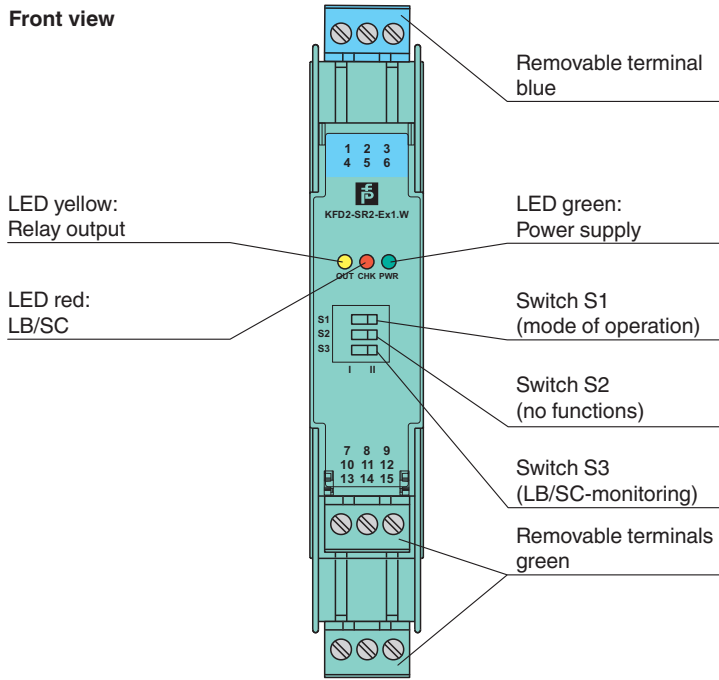 Front view
Removable terminal
blue
1 2 3
4 5 6
KFD2-SR2-Ex1.W
LED yellow:
Relay output
LED green:
Power supply
OUT CHK PWR
LED red:
LB/SC
S1
S2
S3
I II
Switch S1
(mode of operation)
Switch S2
(no functions)
Switch S3
(LB/SC-monitoring)
7 8 9
10 11 12
13 14 15
Removable terminals
green